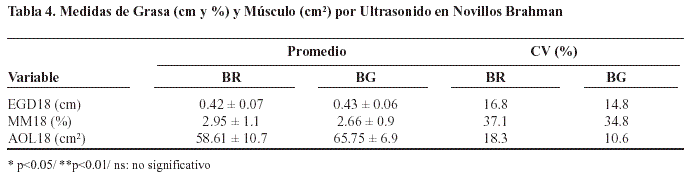 Tabla 4. Medidas de Grasa (cm y %) y Músculo (cm²) por Ultrasonido en Novillos Brahman
Promedio CV (%)
Variable BR BG BR BG
EGD18 (cm) 0.42 ± 0.07 0.43 ± 0.06 16.8 14.8
MM18 (%) 2.95 ± 1.1 2.66 ± 0.9 37.1 34.8
AOL18 (cm²) 58.61 ± 10.7 65.75 ± 6.9 18.3 10.6
* p<0.05/ **p<0.01/ ns: no significativo